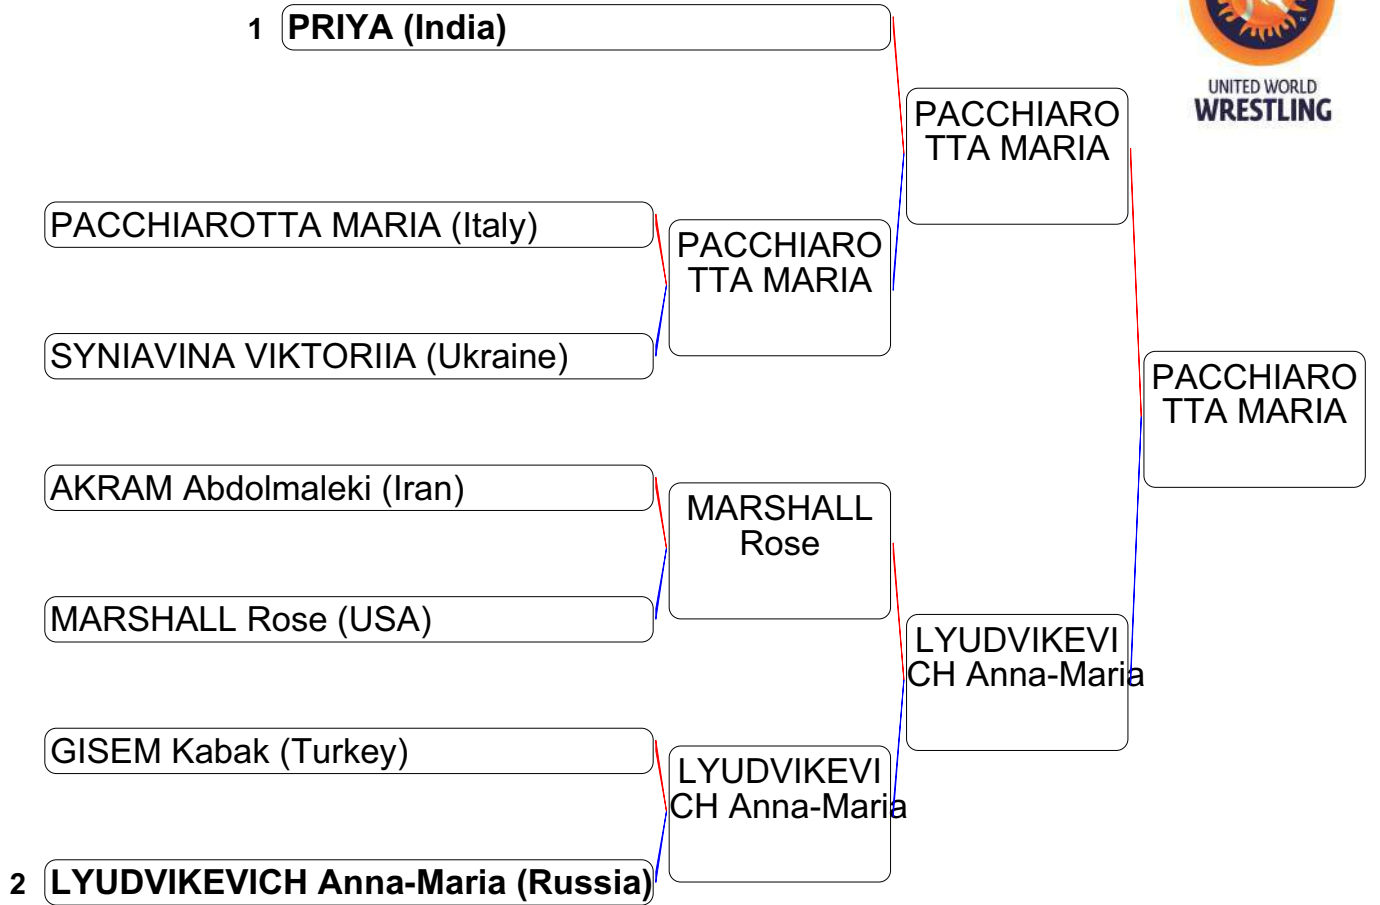 1 PRIYA (India)
UNITED WORLD
WRESTLING
PACCHIARO
TTA MARIA
PACCHIAROTTA MARIA (Italy)
PACCHIARO
TTA MARIA
SYNIAVINA VIKTORIIA (Ukraine)
PACCHIARO
TTA MARIA
AKRAM Abdolmaleki (Iran)
MARSHALL
Rose
MARSHALL Rose (USA)
LYUDVIKEVI
CH Anna-Maria
GISEM Kabak (Turkey)
LYUDVIKEVI
CH Anna-Maria
2 LYUDVIKEVICH Anna-Maria (Russia)